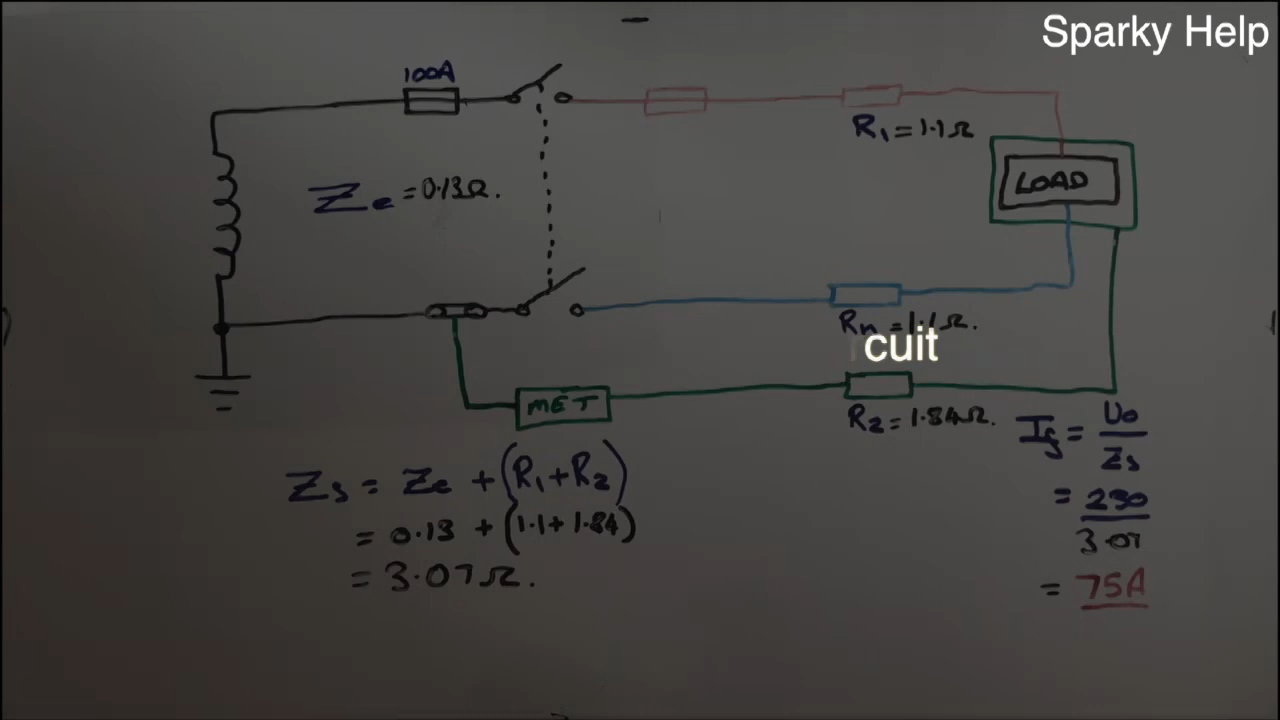 Sparky Help
100A
R₁ = 1.1Ω
Ze = 0.13Ω.
LOAD
Rn = 1.1Ω.
cuit
MET
R₂ = 1.84Ω.
If = Uo
Zs
= 230
3.07
= 75A
Zs = Ze + (R₁ + R₂)
= 0.13 + (1.1 + 1.84)
= 3.07Ω.